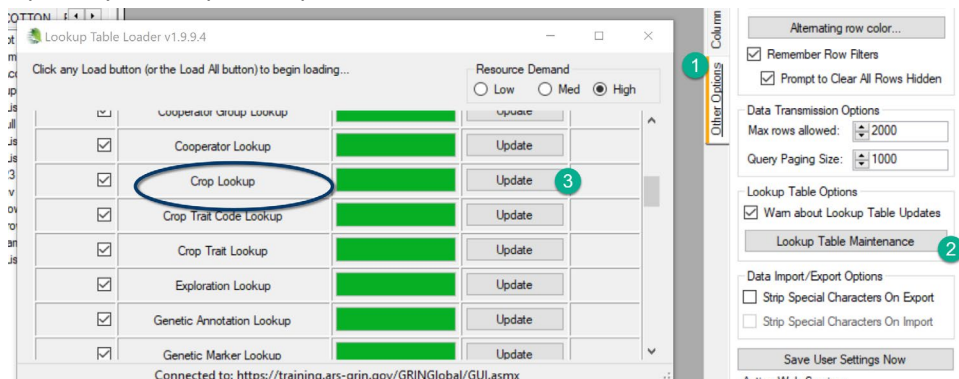 COTTON
Lookup Table Loader v1.9.9.4
Click any Load button (or the Load All button) to begin loading...
Resource Demand
Low Med High
Cooperator Group Lookup Update
Cooperator Lookup Update
Crop Lookup Update 3
Crop Trait Code Lookup Update
Crop Trait Lookup Update
Exploration Lookup Update
Genetic Annotation Lookup Update
Genetic Marker Lookup Update
Connected to: https://training.ars-grin.gov/GRINGlobal/GUI.asmx
Column
1
Other Options
Alternating row color...
Remember Row Filters
Prompt to Clear All Rows Hidden
Data Transmission Options
Max rows allowed: 2000
Query Paging Size: 1000
Lookup Table Options
Warn about Lookup Table Updates
Lookup Table Maintenance 2
Data Import/Export Options
Strip Special Characters On Export
Strip Special Characters On Import
Save User Settings Now